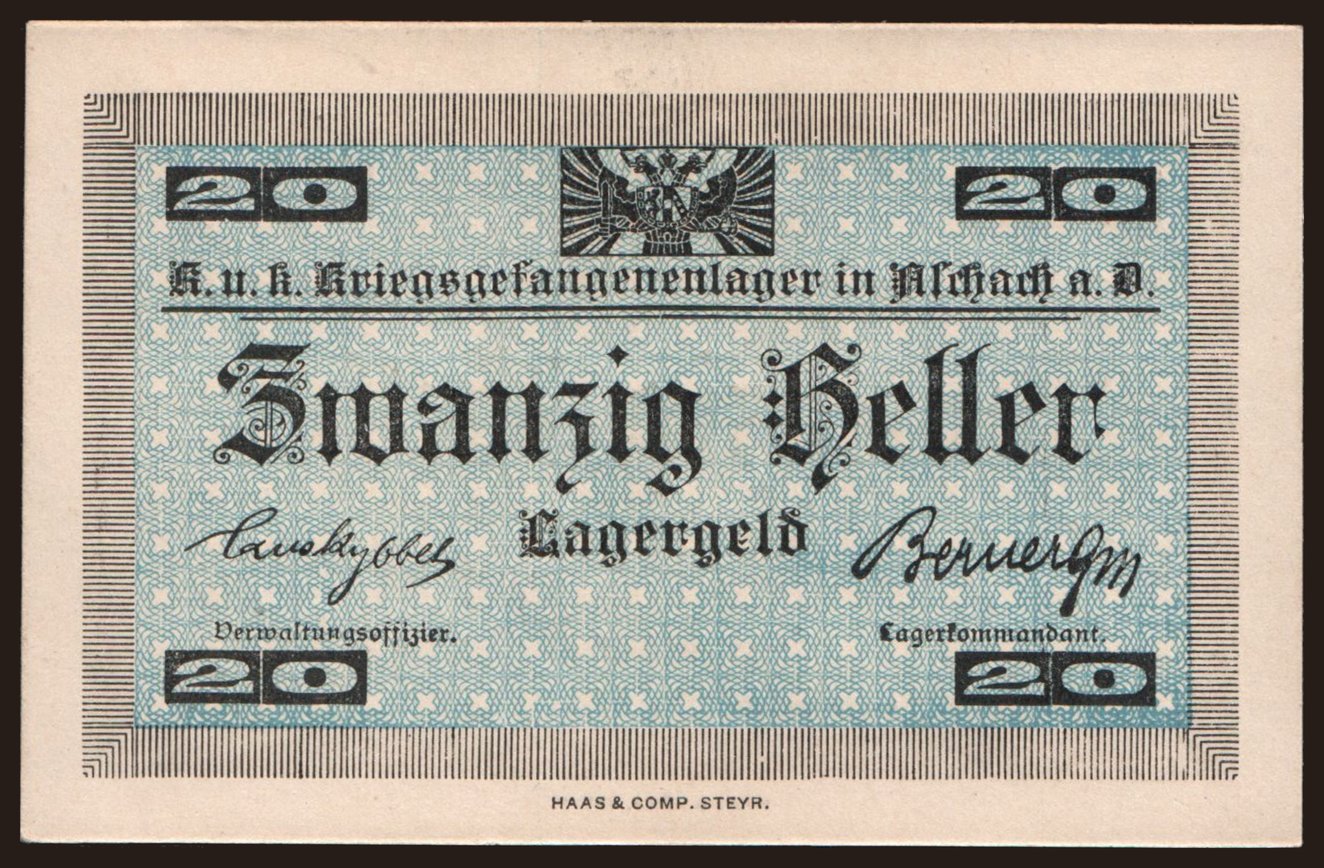 20 20
K. u. k. Kriegsgefangenenlager in Aschach a. D.
Zwanzig Heller
Lagergeld
Verwaltungsoffizier. Lagerkommandant.
20 20
HAAS & COMP. STEYR.